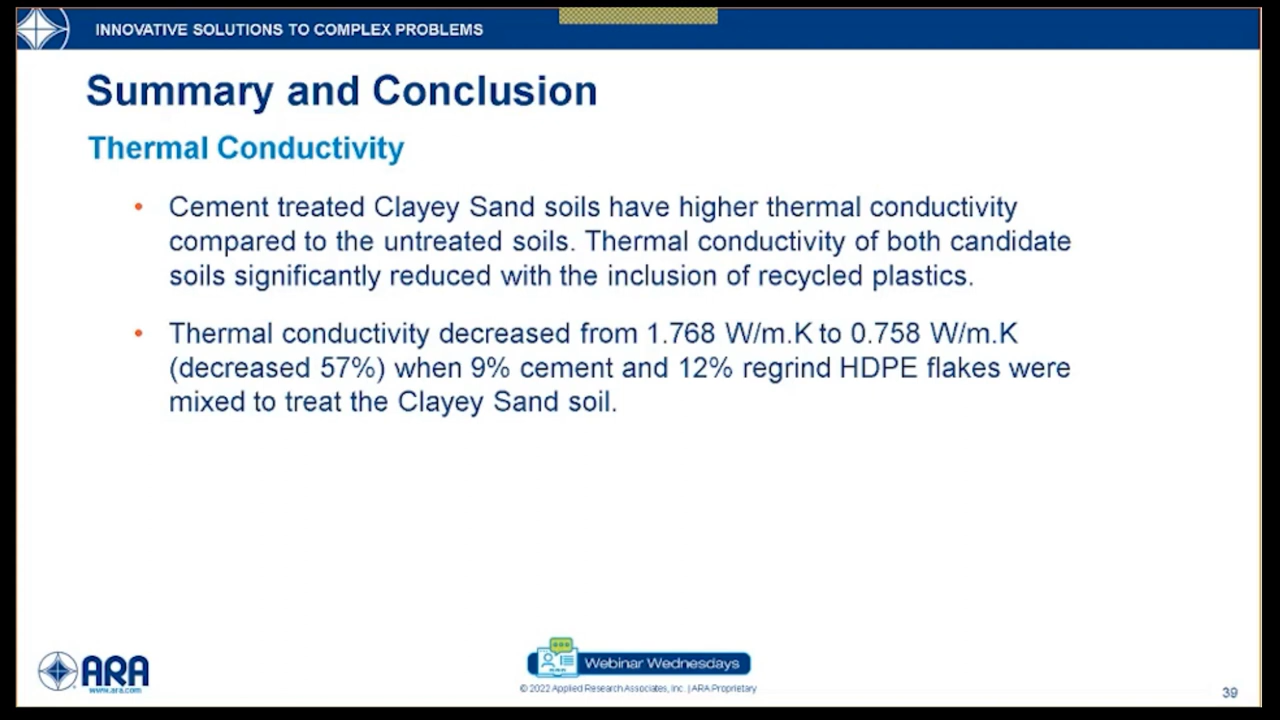 INNOVATIVE SOLUTIONS TO COMPLEX PROBLEMS
Summary and Conclusion
Thermal Conductivity
• Cement treated Clayey Sand soils have higher thermal conductivity
compared to the untreated soils. Thermal conductivity of both candidate
soils significantly reduced with the inclusion of recycled plastics.
• Thermal conductivity decreased from 1.768 W/m.K to 0.758 W/m.K
(decreased 57%) when 9% cement and 12% regrind HDPE flakes were
mixed to treat the Clayey Sand soil.
ARA
www.ara.com
Webinar Wednesdays
© 2022 Applied Research Associates, Inc. | ARA Proprietary
39